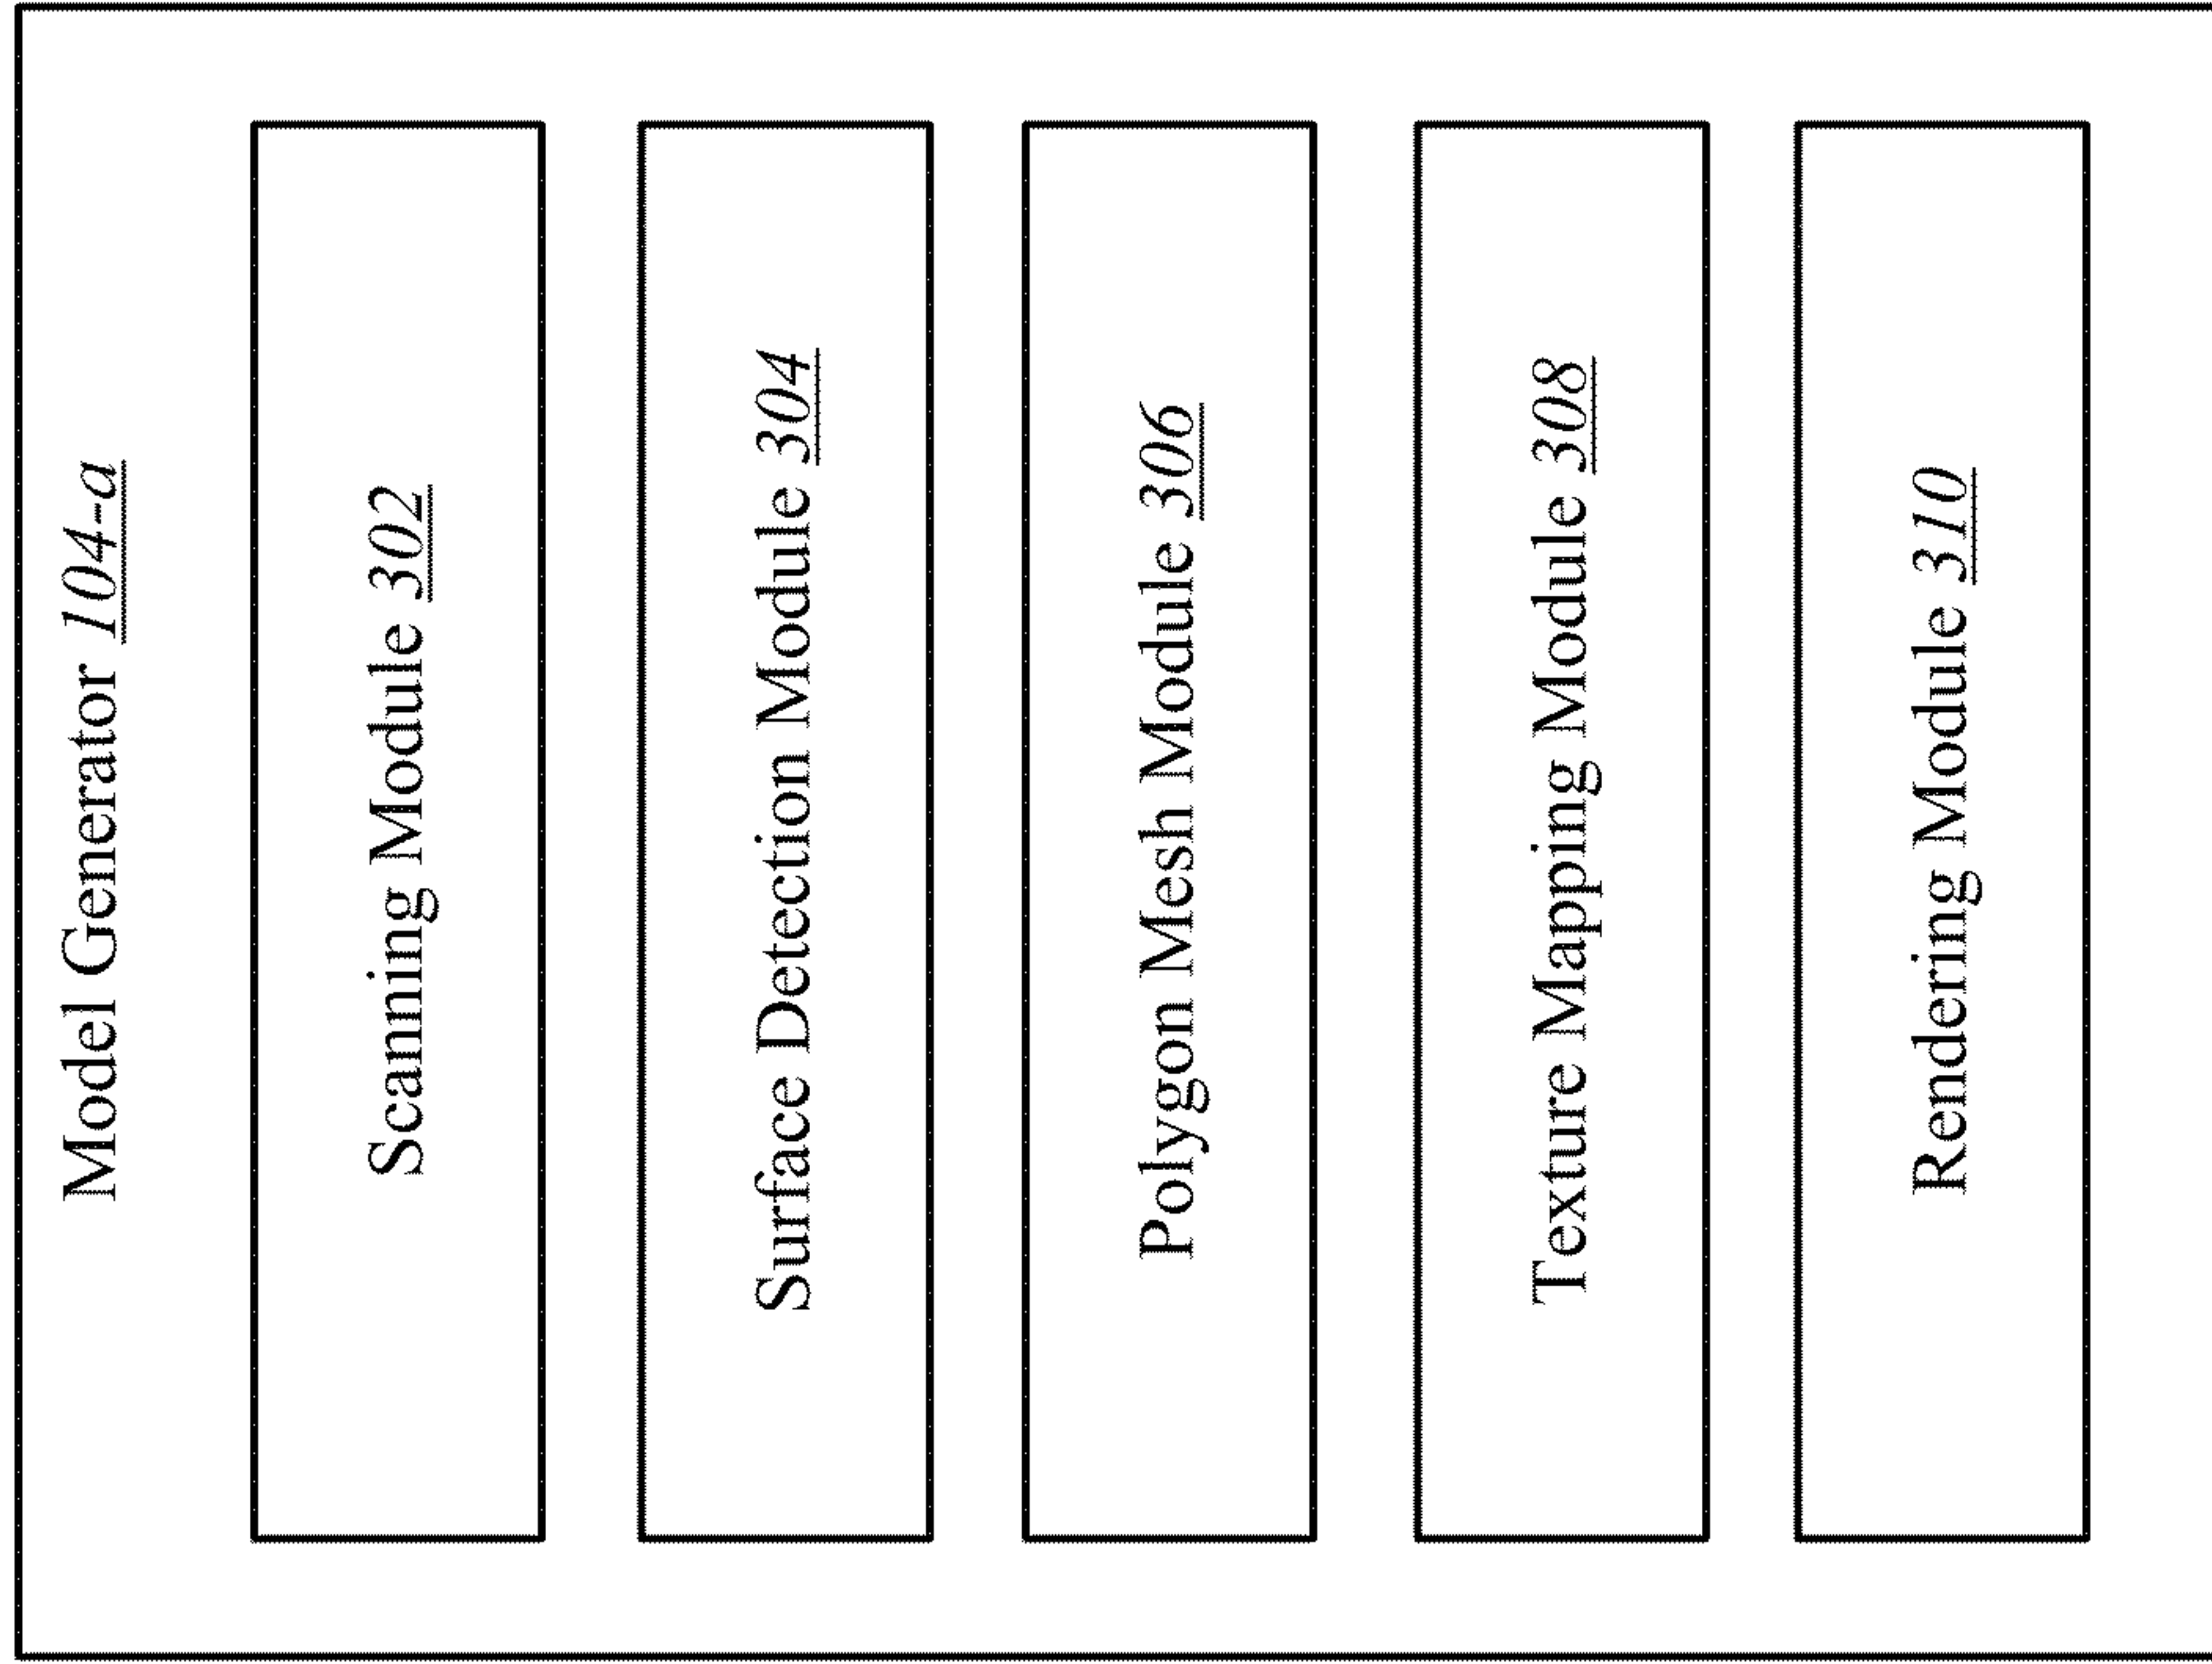 Model Generator 104-a
Scanning Module 302
Surface Detection Module 304
Polygon Mesh Module 306
Texture Mapping Module 308
Rendering Module 310